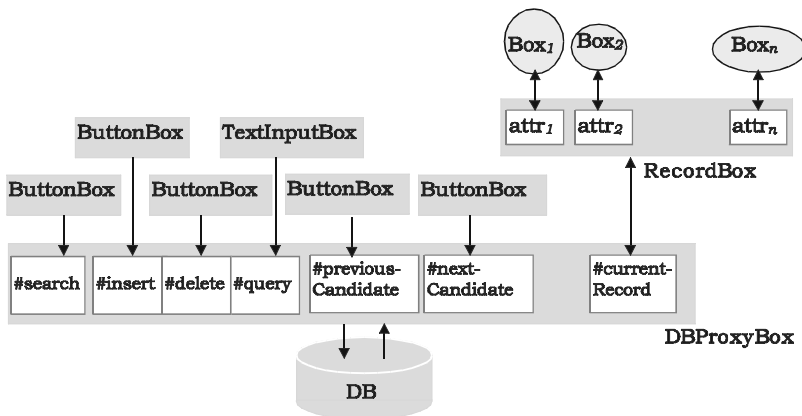 Box1 Box2 Boxn
attr1 attr2 attrn
ButtonBox TextInputBox
RecordBox
ButtonBox ButtonBox ButtonBox ButtonBox
#search #insert #delete #query
#previous-
Candidate
#next-
Candidate
#current-
Record
DBProxyBox
DB